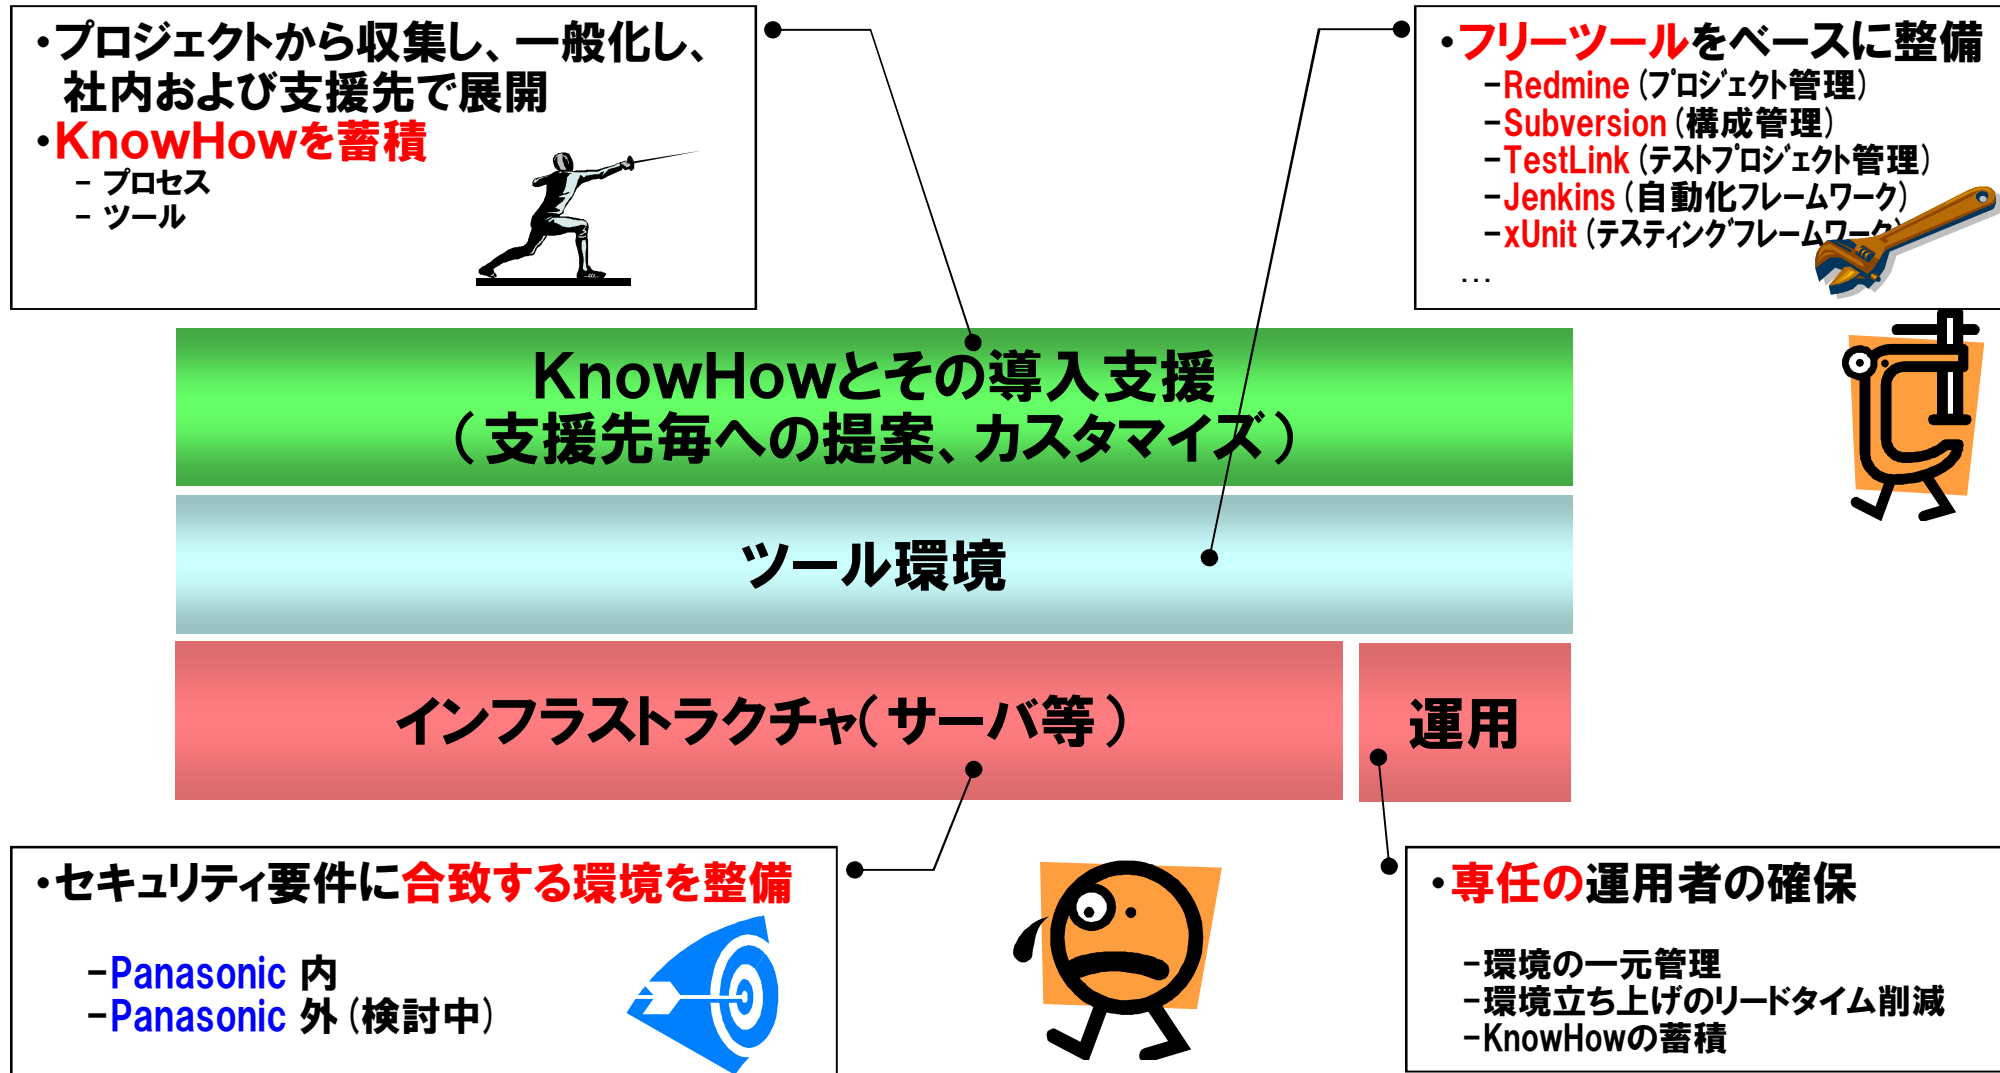 ・プロジェクトから収集し、一般化し、
社内および支援先で展開
・KnowHowを蓄積
- プロセス
- ツール
・フリーツールをベースに整備
-Redmine (プロジェクト管理)
-Subversion (構成管理)
-TestLink (テストプロジェクト管理)
-Jenkins (自動化フレームワーク)
-xUnit (テスティングフレームワーク)
…
KnowHowとその導入支援
(支援先毎への提案、カスタマイズ)
ツール環境
インフラストラクチャ(サーバ等)
運用
・セキュリティ要件に合致する環境を整備
-Panasonic 内
-Panasonic 外 (検討中)
・専任の運用者の確保
-環境の一元管理
-環境立ち上げのリードタイム削減
-KnowHowの蓄積